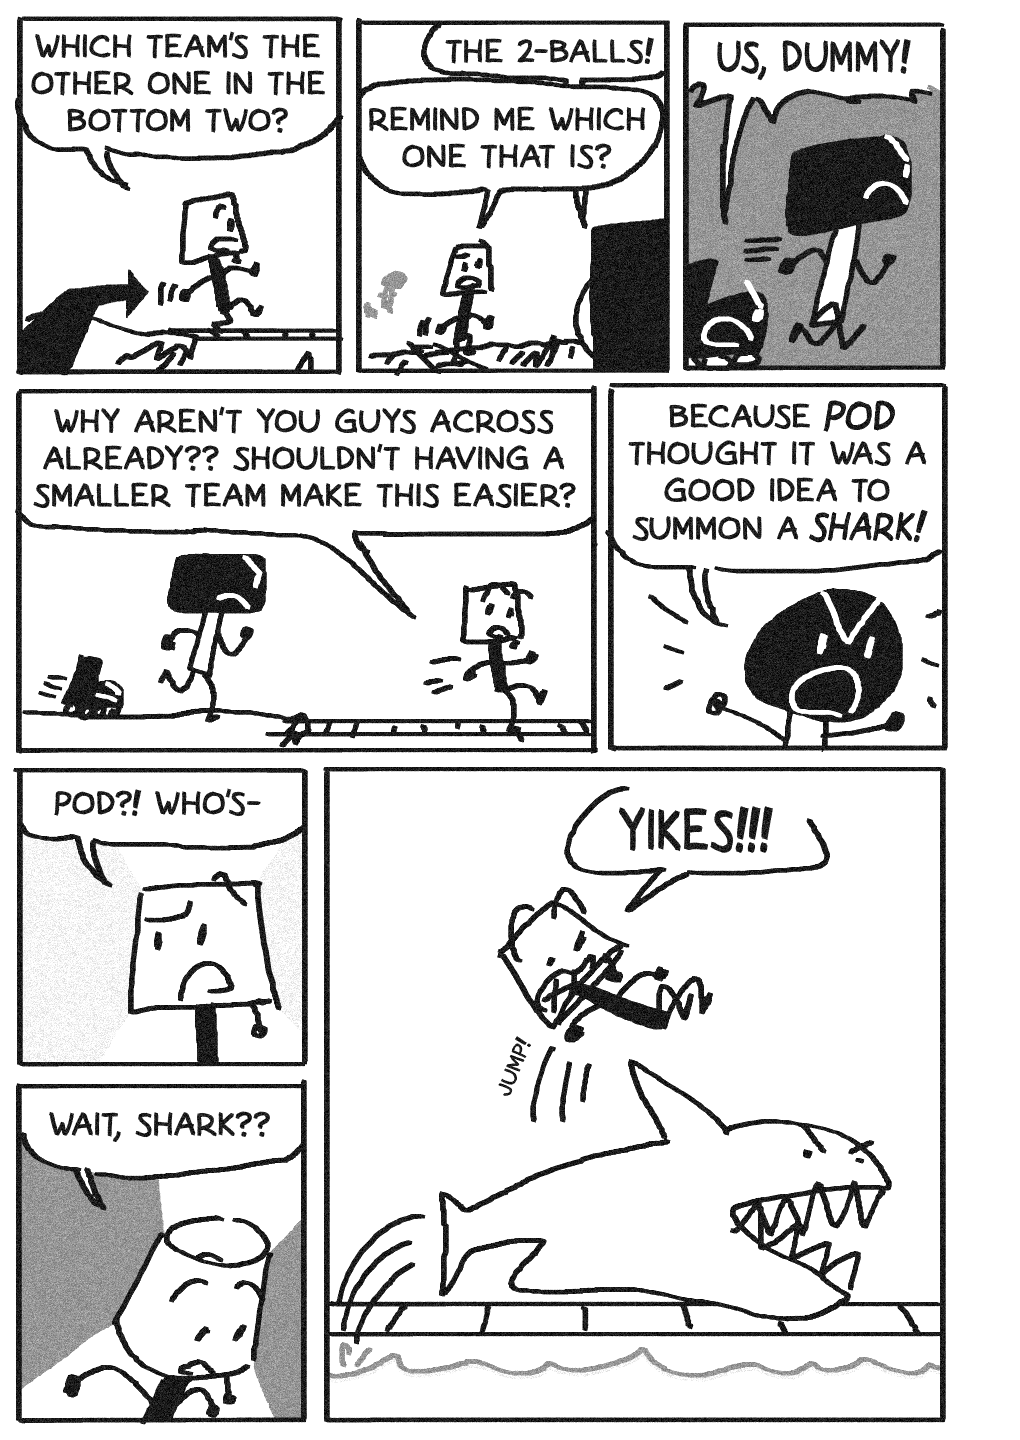 WHICH TEAM'S THE
OTHER ONE IN THE
BOTTOM TWO?
THE 2-BALLS!
REMIND ME WHICH
ONE THAT IS?
US, DUMMY!
WHY AREN'T YOU GUYS ACROSS
ALREADY?? SHOULDN'T HAVING A
SMALLER TEAM MAKE THIS EASIER?
BECAUSE POD
THOUGHT IT WAS A
GOOD IDEA TO
SUMMON A SHARK!
POD?! WHO'S-
WAIT, SHARK??
YIKES!!!
JUMP!